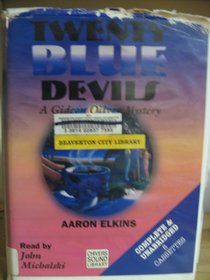 TWENTY
BLUE
DEVILS
A Gideon Oliver Mystery
BEAVERTON CITY LIBRARY
AARON ELKINS
Read by
John
Michalski
CHIVERS
SOUND
LIBRARY
COMPLETE &
UNABRIDGED
CASSETTES